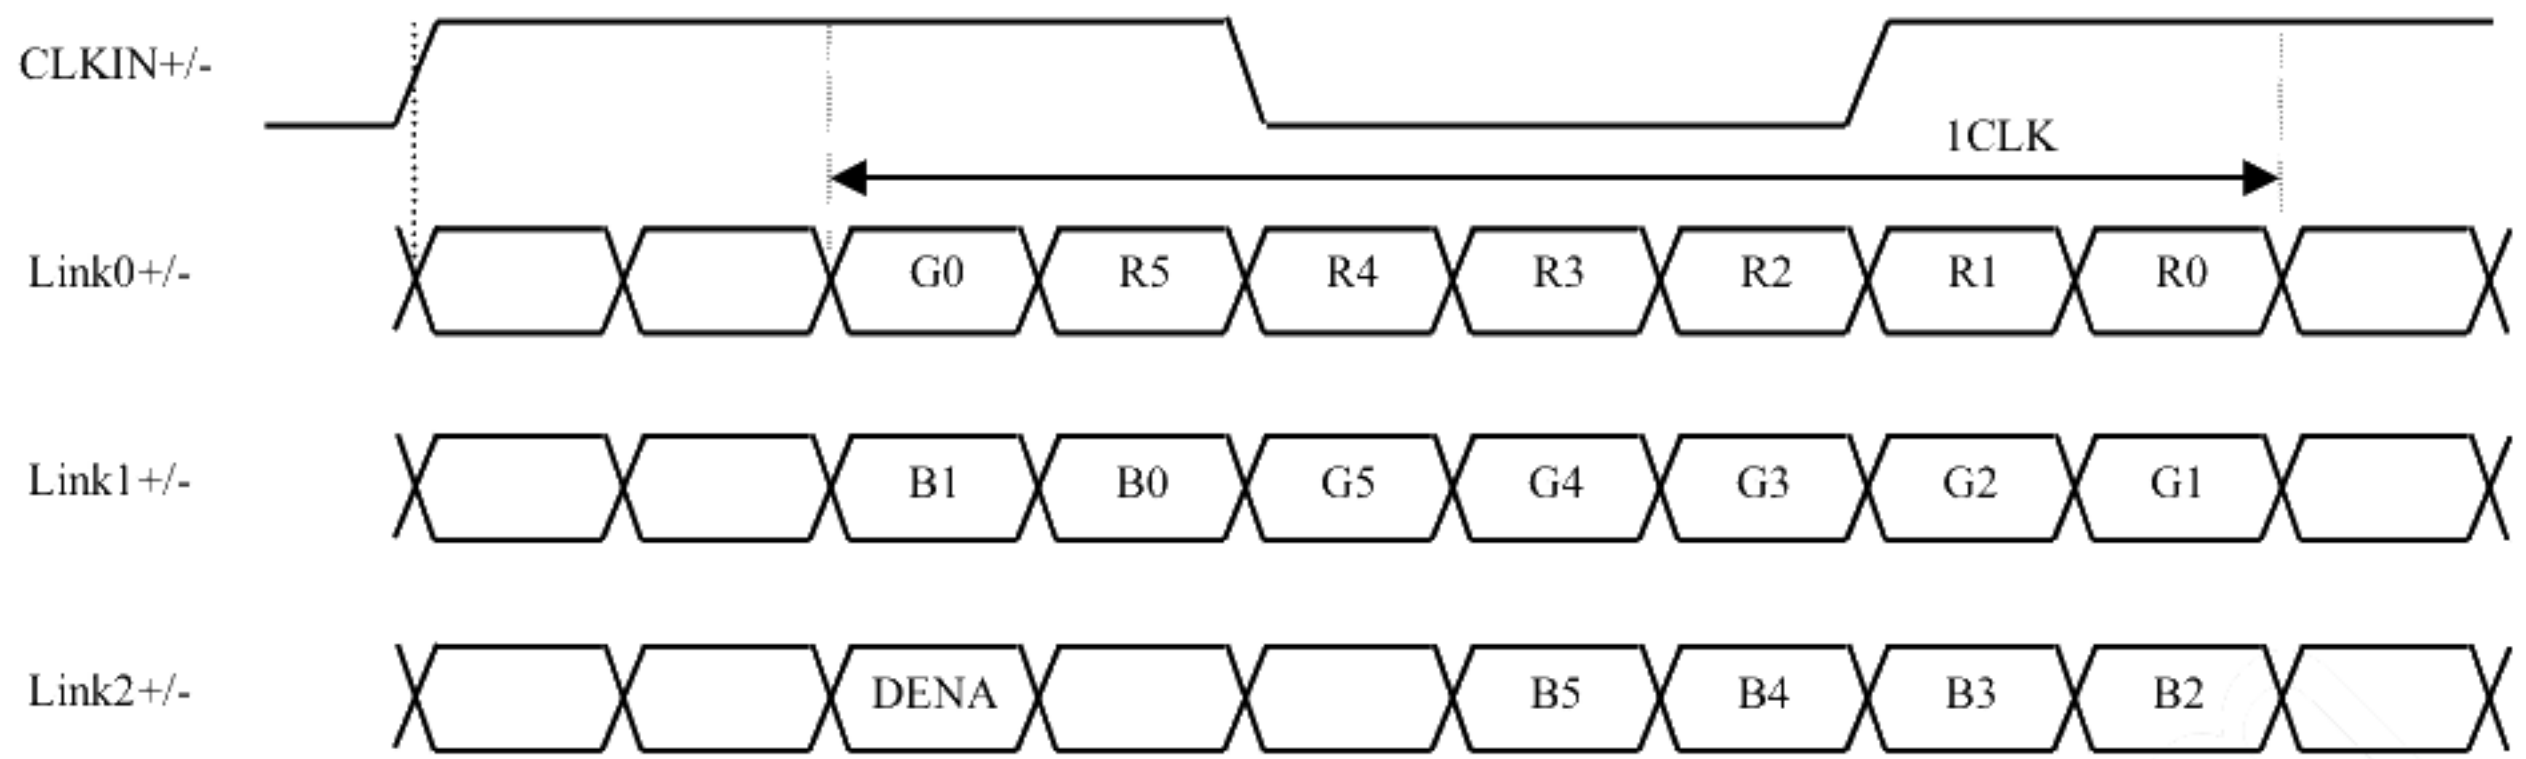 CLKIN+/-
1CLK
Link0+/- G0 R5 R4 R3 R2 R1 R0
Link1+/- B1 B0 G5 G4 G3 G2 G1
Link2+/- DENA B5 B4 B3 B2